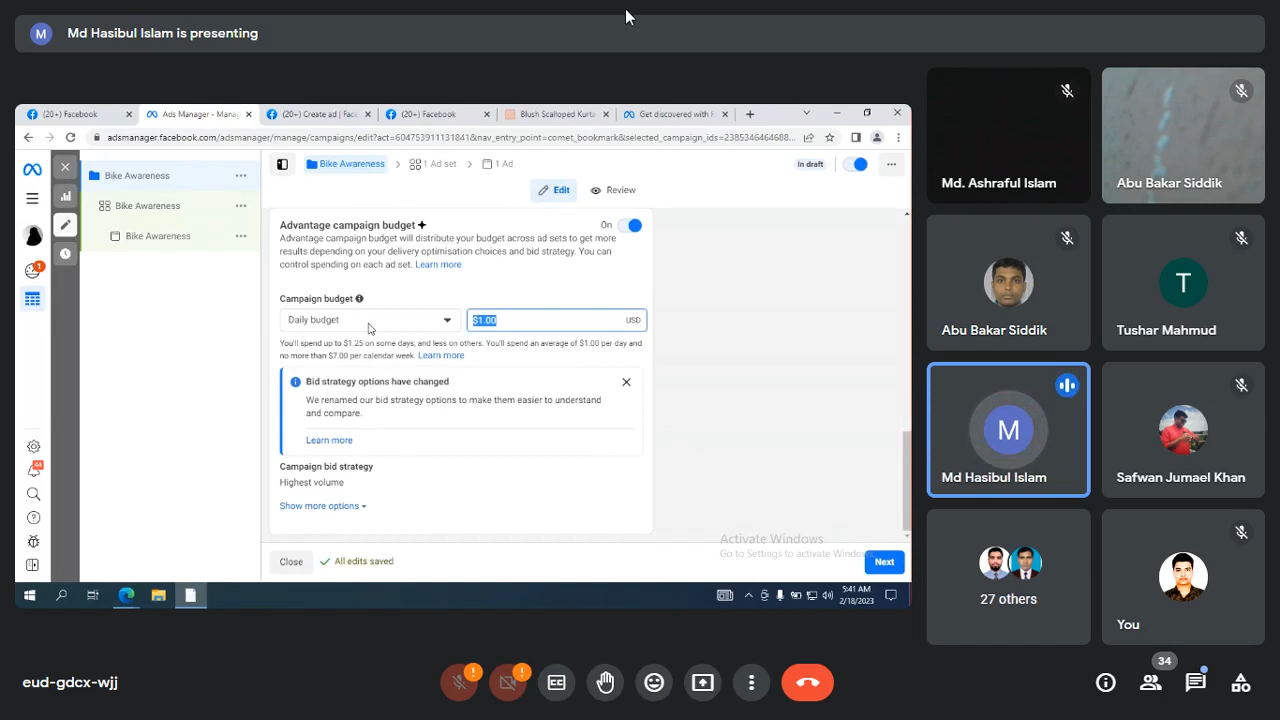 M Md Hasibul Islam is presenting
(20+) Facebook
Ads Manager - Manag
(20+) Create ad | Face
(20+) Facebook
Blush Scalloped Kurta
Get discovered with F
adsmanager.facebook.com/adsmanager/manage/campaigns/edit?act=604753911131841&nav_entry_point=comet_bookmark&selected_campaign_ids=2385346464688...
Bike Awareness
Bike Awareness
Bike Awareness
1
44
Bike Awareness
1 Ad set
1 Ad
In draft
Edit
Review
Advantage campaign budget
On
Advantage campaign budget will distribute your budget across ad sets to get more
results depending on your delivery optimisation choices and bid strategy. You can
control spending on each ad set. Learn more
Campaign budget
Daily budget
$1.00
USD
You'll spend up to $1.25 on some days, and less on others. You'll spend an average of $1.00 per day and
no more than $7.00 per calendar week. Learn more
Bid strategy options have changed
We renamed our bid strategy options to make them easier to understand
and compare.
Learn more
Campaign bid strategy
Highest volume
Show more options
Activate Windows
Go to Settings to activate Windows.
Close
All edits saved
Next
5:41 AM
2/18/2023
Md. Ashraful Islam
Abu Bakar Siddik
Abu Bakar Siddik
T
Tushar Mahmud
M
Md Hasibul Islam
Safwan Jumael Khan
27 others
You
eud-gdcx-wjj
!
!
CC
34